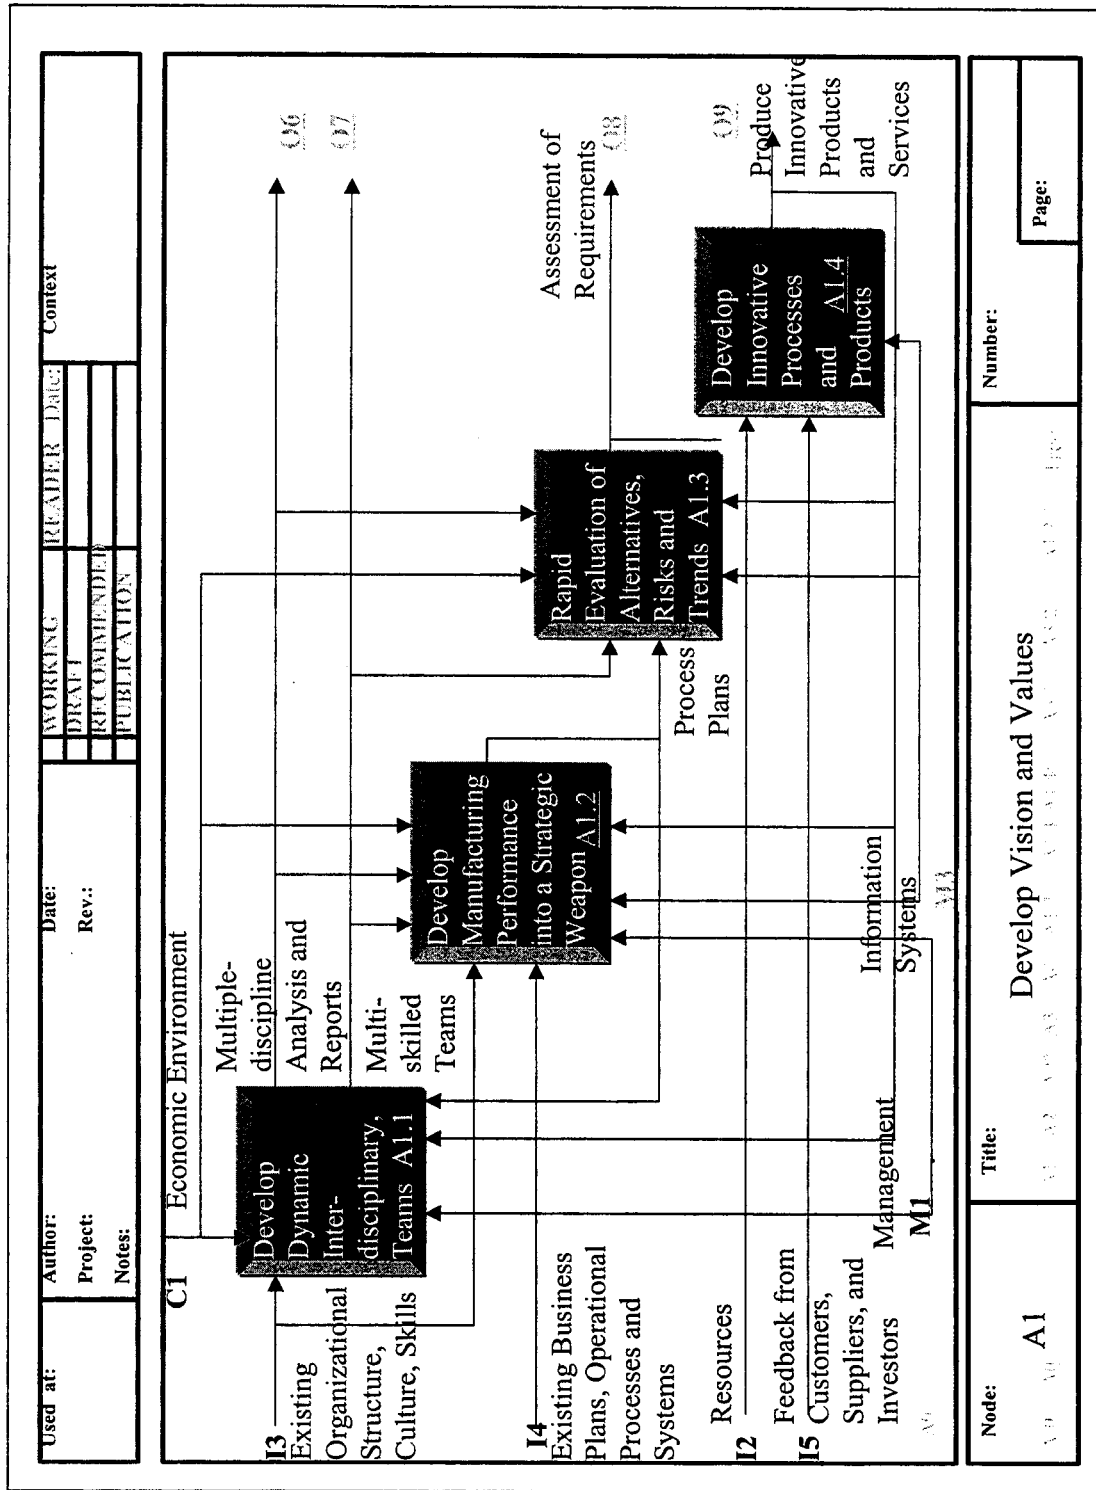 Used at:
Author:
Project:
Notes:
Date:
Rev.:
WORKING
DRAFT
RECOMMENDED
PUBLICATION
READER Date:
Context
C1
Economic Environment
I3
Existing
Organizational
Structure,
Culture, Skills
Develop
Dynamic
Inter-
disciplinary,
Teams A1.1
Multiple-
discipline
Analysis and
Reports
Multi-
skilled
Teams
O6
O7
I4
Existing Business
Plans, Operational
Processes and
Systems
Develop
Manufacturing
Performance
into a Strategic
Weapon A1.2
Process
Plans
Rapid
Evaluation of
Alternatives,
Risks and
Trends A1.3
Assessment of
Requirements
O8
Resources
I2
Feedback from
Customers,
I5
Suppliers, and
Investors
Develop
Innovative
Processes
and A1.4
Products
O9
Produce
Innovative
Products
and
Services
Management
M1
Information
Systems
M3
Node:
A1
Title:
Develop Vision and Values
Number:
Page: